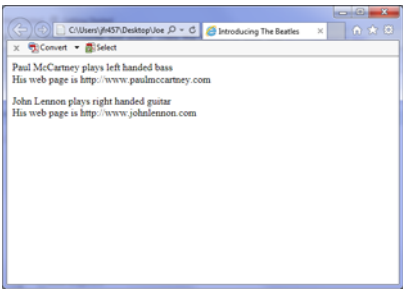 C:\Users\jfr457\Desktop\Joe
Introducing The Beatles
x Convert Select
Paul McCartney plays left handed bass
His web page is http://www.paulmccartney.com
John Lennon plays right handed guitar
His web page is http://www.johnlennon.com